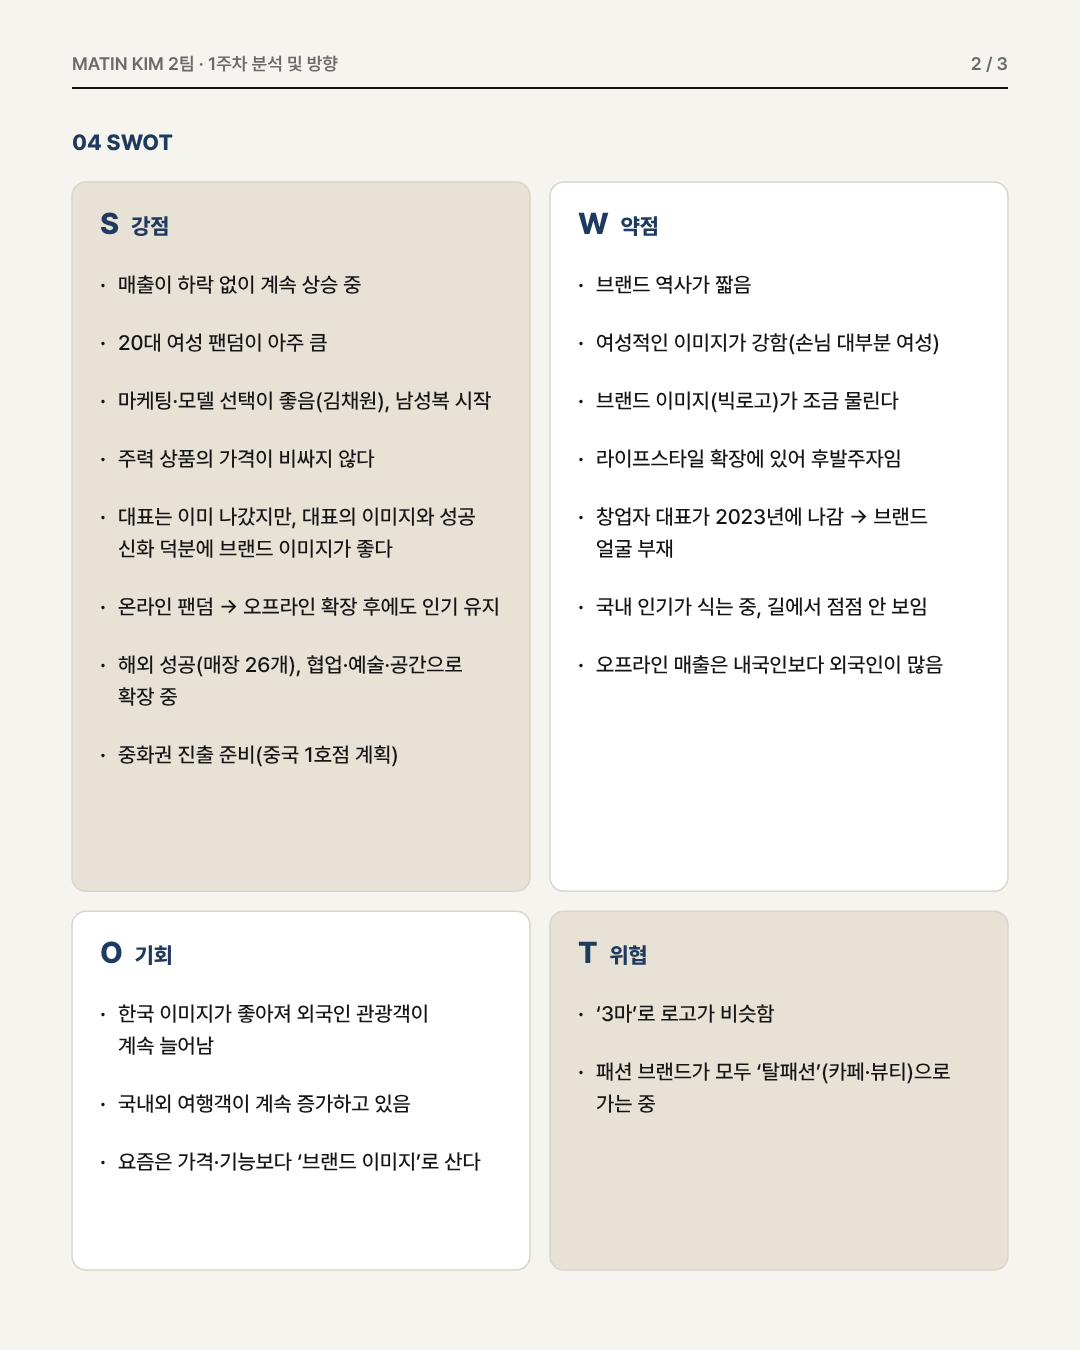 MATIN KIM 2팀 · 1주차 분석 및 방향
2 / 3
04 SWOT
S 강점
· 매출이 하락 없이 계속 상승 중
· 20대 여성 팬덤이 아주 큼
· 마케팅·모델 선택이 좋음(김채원), 남성복 시작
· 주력 상품의 가격이 비싸지 않다
· 대표는 이미 나갔지만, 대표의 이미지와 성공
신화 덕분에 브랜드 이미지가 좋다
· 온라인 팬덤 → 오프라인 확장 후에도 인기 유지
· 해외 성공(매장 26개), 협업·예술·공간으로
확장 중
· 중화권 진출 준비(중국 1호점 계획)
W 약점
· 브랜드 역사가 짧음
· 여성적인 이미지가 강함(손님 대부분 여성)
· 브랜드 이미지(빅로고)가 조금 물린다
· 라이프스타일 확장에 있어 후발주자임
· 창업자 대표가 2023년에 나감 → 브랜드
얼굴 부재
· 국내 인기가 식는 중, 길에서 점점 안 보임
· 오프라인 매출은 내국인보다 외국인이 많음
O 기회
· 한국 이미지가 좋아져 외국인 관광객이
계속 늘어남
· 국내외 여행객이 계속 증가하고 있음
· 요즘은 가격·기능보다 ‘브랜드 이미지’로 산다
T 위협
· ‘3마’로 로고가 비슷함
· 패션 브랜드가 모두 ‘탈패션’(카페·뷰티)으로
가는 중